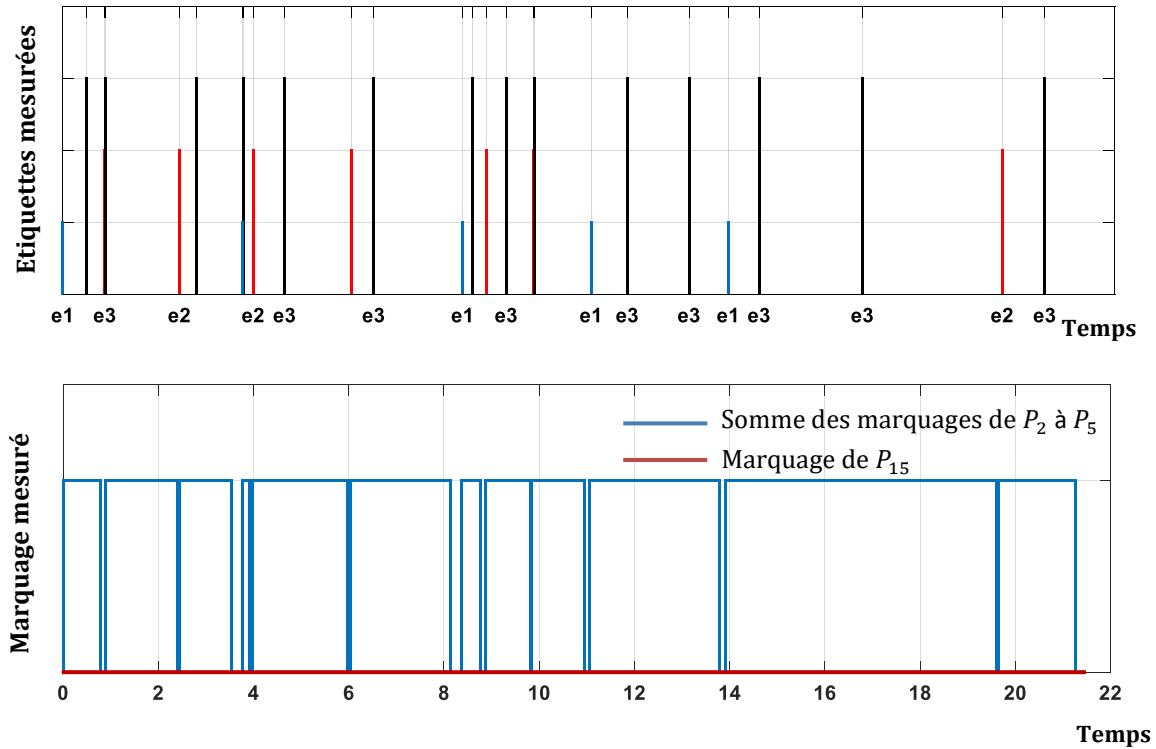 Etiquettes mesurées
e1 e3 e2 e2 e3 e3 e1 e3 e1 e3 e3 e1 e3 e3 e2 e3
Temps
Marquage mesuré
Somme des marquages de P2 à P5
Marquage de P15
0 2 4 6 8 10 12 14 16 18 20 22
Temps